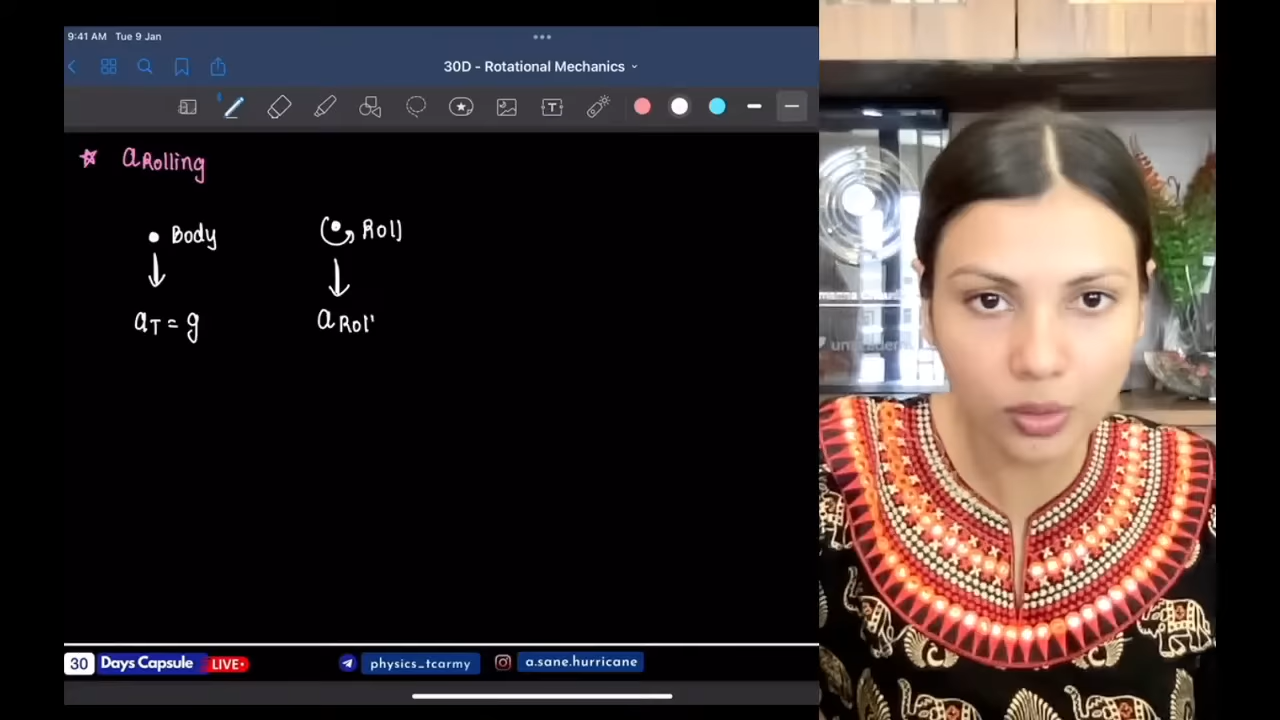 9:41 AM Tue 9 Jan
30D - Rotational Mechanics
T
☆ aRolling
Body
Roll
aT = g
30 Days Capsule LIVE
physics_tcarmy
a.sane.hurricane